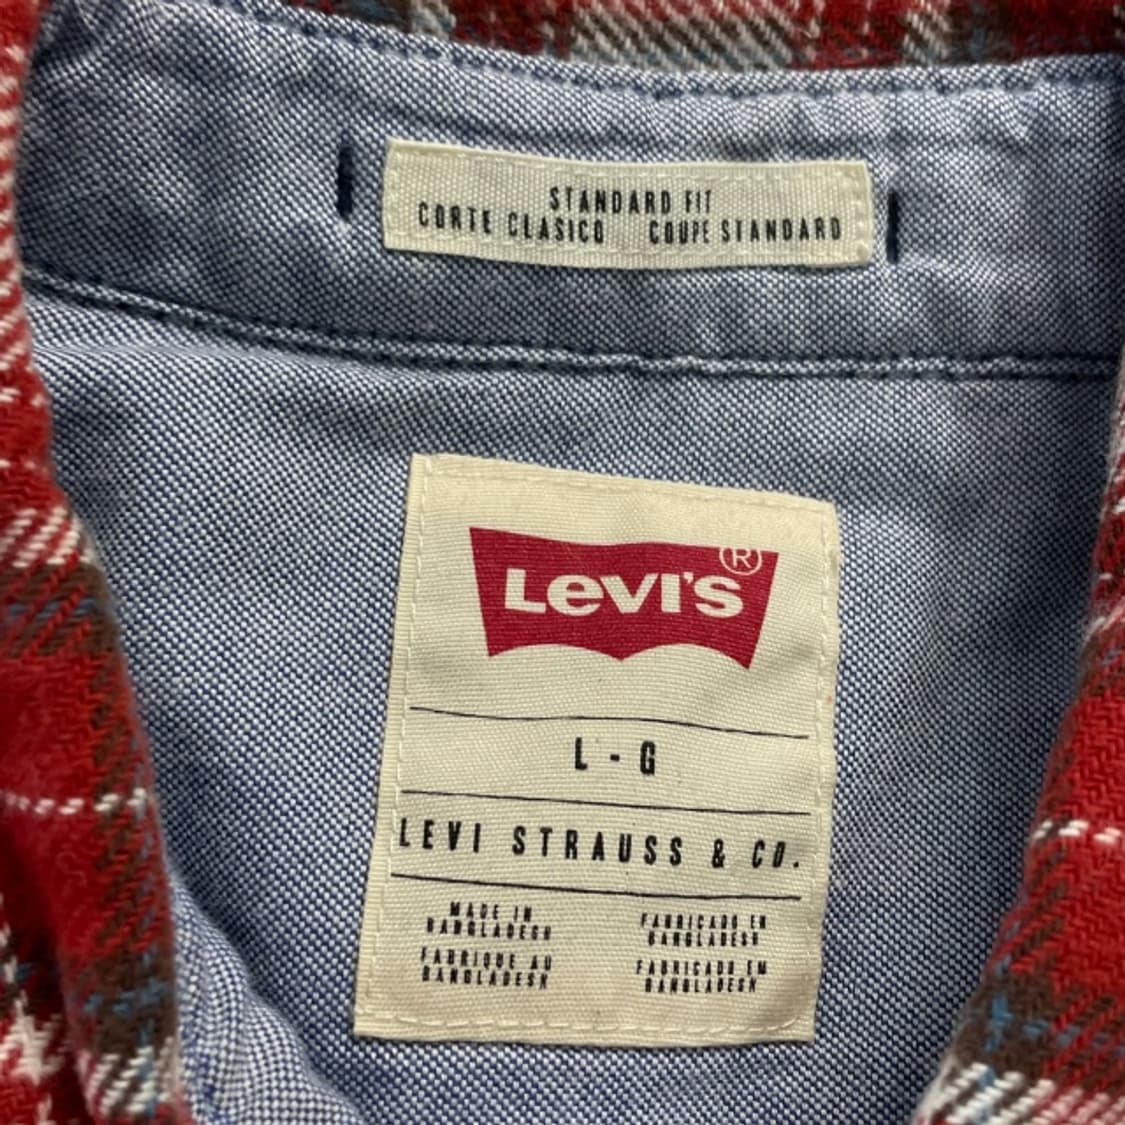 STANDARD FIT
CORTE CLASICO COUPE STANDARD
LEVI'S®
L - G
LEVI STRAUSS & CO.
MADE IN
BANGLADESH
FABRIQUE AU
BANGLADESH
FABRICADO EN
BANGLADESH
FABRICADO EM
BANGLADESH